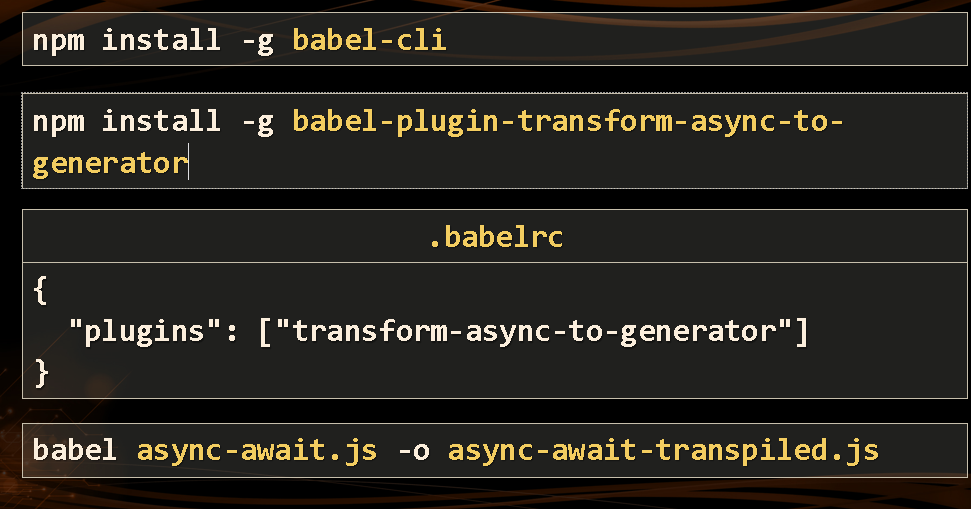 npm install -g babel-cli
npm install -g babel-plugin-transform-async-to-
generator
.babelrc
{
  "plugins": ["transform-async-to-generator"]
}
babel async-await.js -o async-await-transpiled.js